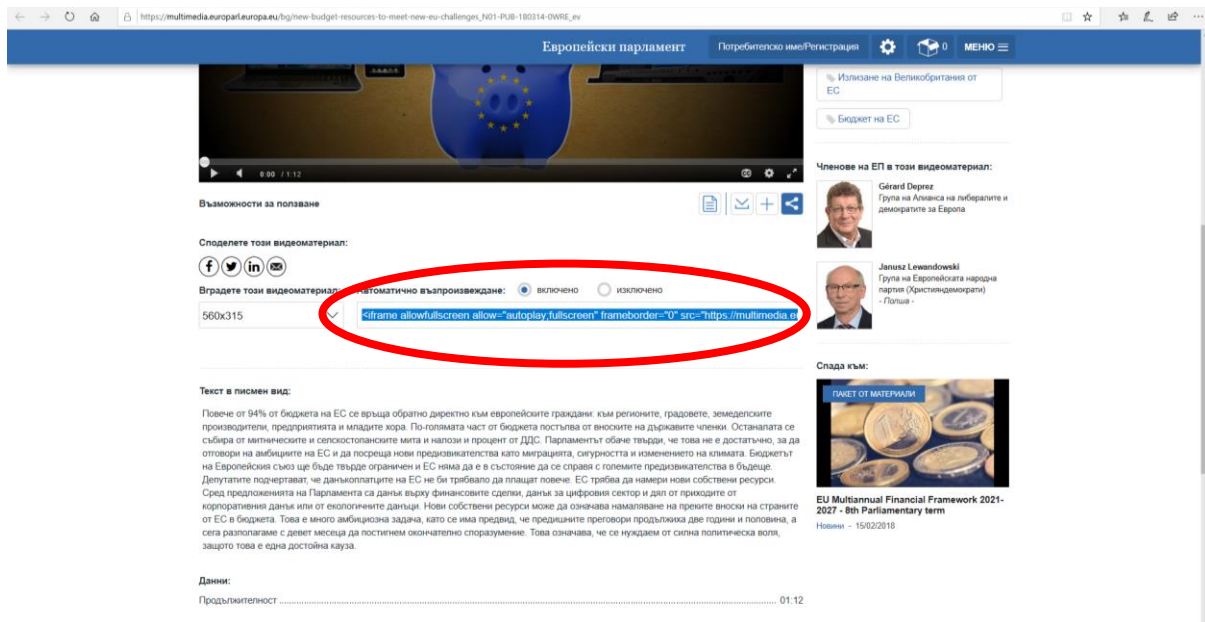 https://multimedia.europarl.europa.eu/bg/new-budget-resources-to-meet-new-eu-challenges_N01-PUB-180314-0WRE_ev
Европейски парламент
Потребителско име/Регистрация
0
МЕНЮ
Излизане на Великобритания от
ЕС
Бюджет на ЕС
0:00 / 1:12
Възможности за ползване
Споделете този видеоматериал:
Вградете този видеоматериал:
Автоматично възпроизвеждане:
включено
изключено
560x315
<iframe allowfullscreen allow="autoplay;fullscreen" frameborder="0" src="https://multimedia.eu
Текст в писмен вид:
Повече от 94% от бюджета на ЕС се връща обратно директно към европейските граждани: към регионите, градовете, земеделските
производители, предприятията и младите хора. По-голямата част от бюджета постъпва от вноските на държавите членки. Останалата се
събира от митническите и селскостопанските мита и налози и процент от ДДС. Парламентът обаче твърди, че това не е достатъчно, за да
отговори на амбициите на ЕС и да посреща нови предизвикателства като миграцията, сигурността и изменението на климата. Бюджетът
на Европейския съюз ще бъде твърде ограничен и ЕС няма да е в състояние да се справя с големите предизвикателства в бъдеще.
Депутатите подчертават, че данъкоплатците на ЕС не би трябвало да плащат повече. ЕС трябва да намери нови собствени ресурси.
Сред предложенията на Парламента са данък върху финансовите сделки, данък за цифровия сектор и дял от приходите от
корпоративния данък или от екологичните данъци. Нови собствени ресурси може да означава намаляване на преките вноски на страните
от ЕС в бюджета. Това е много амбициозна задача, като се има предвид, че предишните преговори продължиха две години и половина, а
сега разполагаме с девет месеца да постигнем окончателно споразумение. Това означава, че се нуждаем от силна политическа воля,
защото това е една достойна кауза.
Данни:
Продължителност 01:12
Членове на ЕП в този видеоматериал:
Gérard Deprez
Група на Алианса на либералите и
демократите за Европа
Janusz Lewandowski
Група на Европейската народна
партия (Християндемократи)
- Полша -
Спада към:
ПАКЕТ ОТ МАТЕРИАЛИ
EU Multiannual Financial Framework 2021-
2027 - 8th Parliamentary term
Новини - 15/02/2018